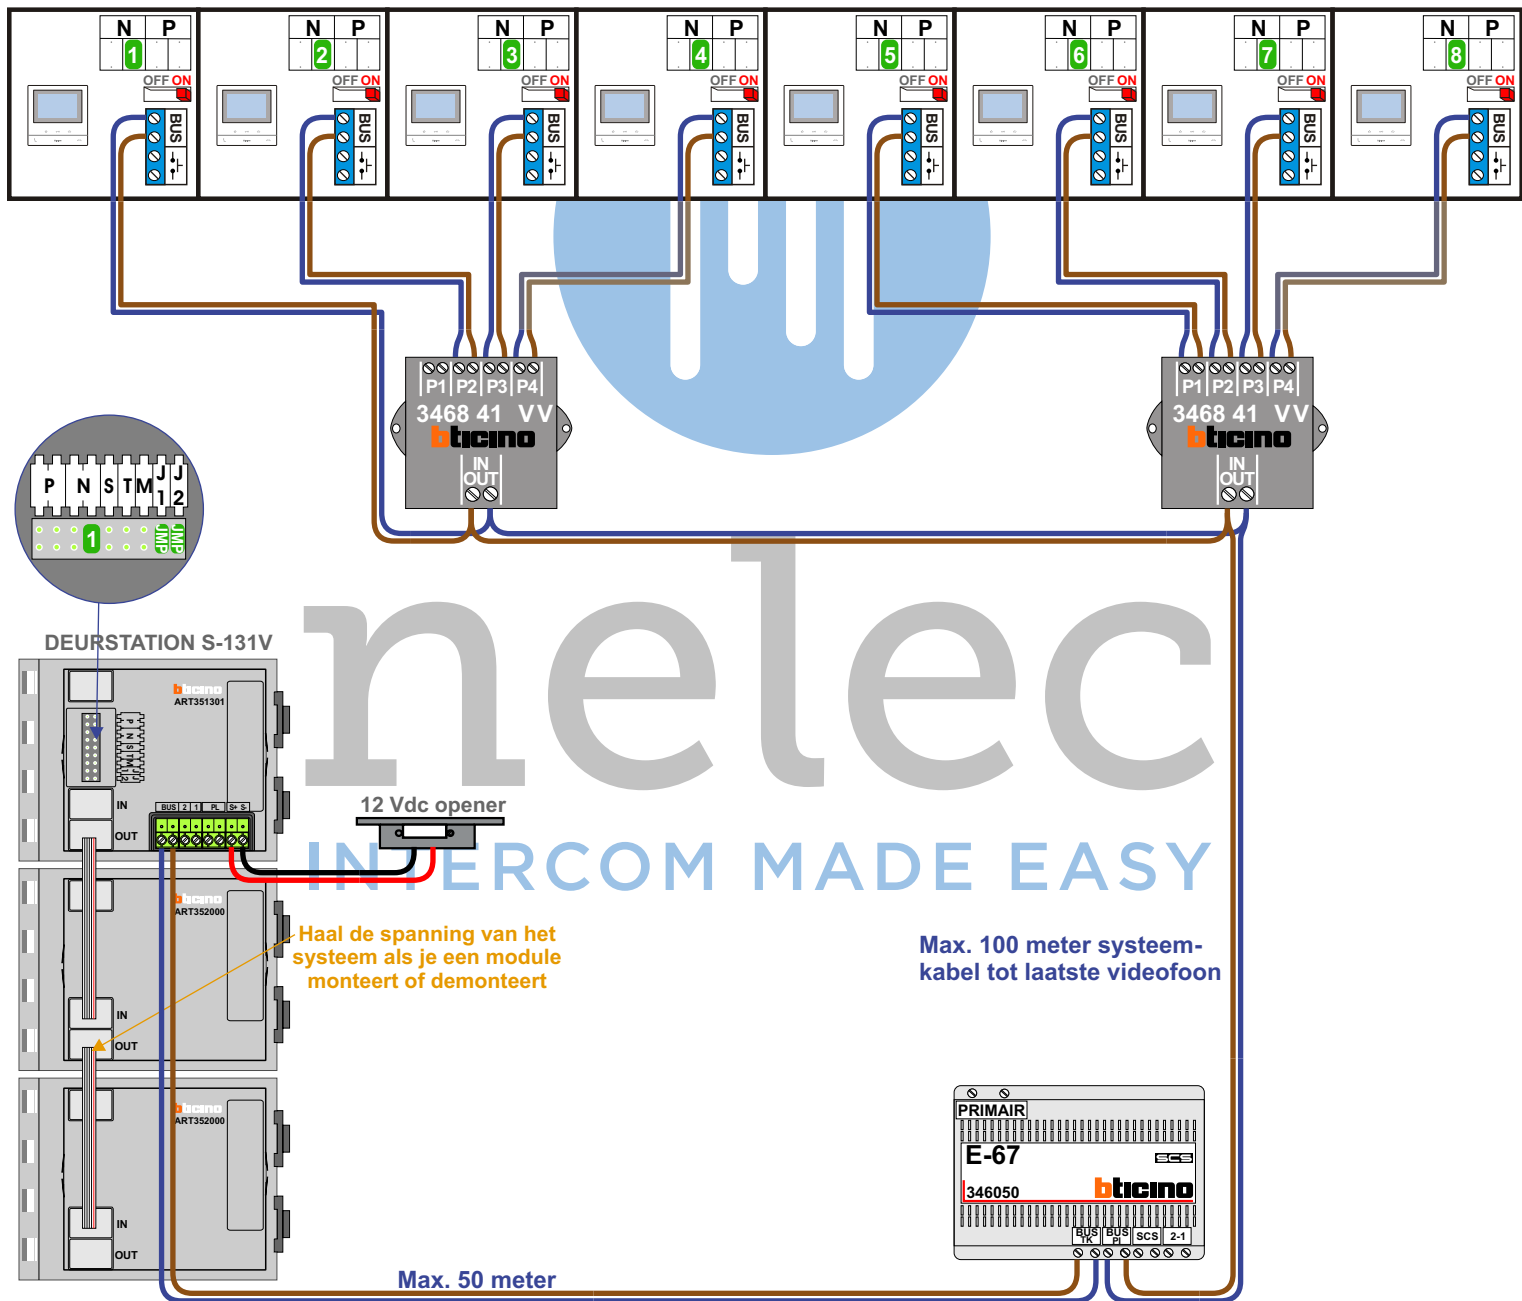 N P N P N P N P N P N P N P N P
1 2 3 4 5 6 7 8
OFF ON OFF ON OFF ON OFF ON OFF ON OFF ON OFF ON OFF ON
BUS BUS BUS BUS BUS BUS BUS BUS
P1 P2 P3 P4
3468 41 VV
bticino
IN
OUT
P1 P2 P3 P4
3468 41 VV
bticino
IN
OUT
P N S T M J1 J2
1 JMP JMP
nelec
INTERCOM MADE EASY
DEURSTATION S-131V
bticino
ART351301
P N S T M J1 J2
IN
OUT
BUS 2 1 PL S+ S-
12 Vdc opener
bticino
ART352000
IN
OUT
Haal de spanning van het
systeem als je een module
monteert of demonteert
bticino
ART352000
IN
OUT
Max. 100 meter systeem-
kabel tot laatste videofoon
PRIMAIR
E-67
SCS
346050
bticino
BUS TK BUS PI SCS 2-1
Max. 50 meter